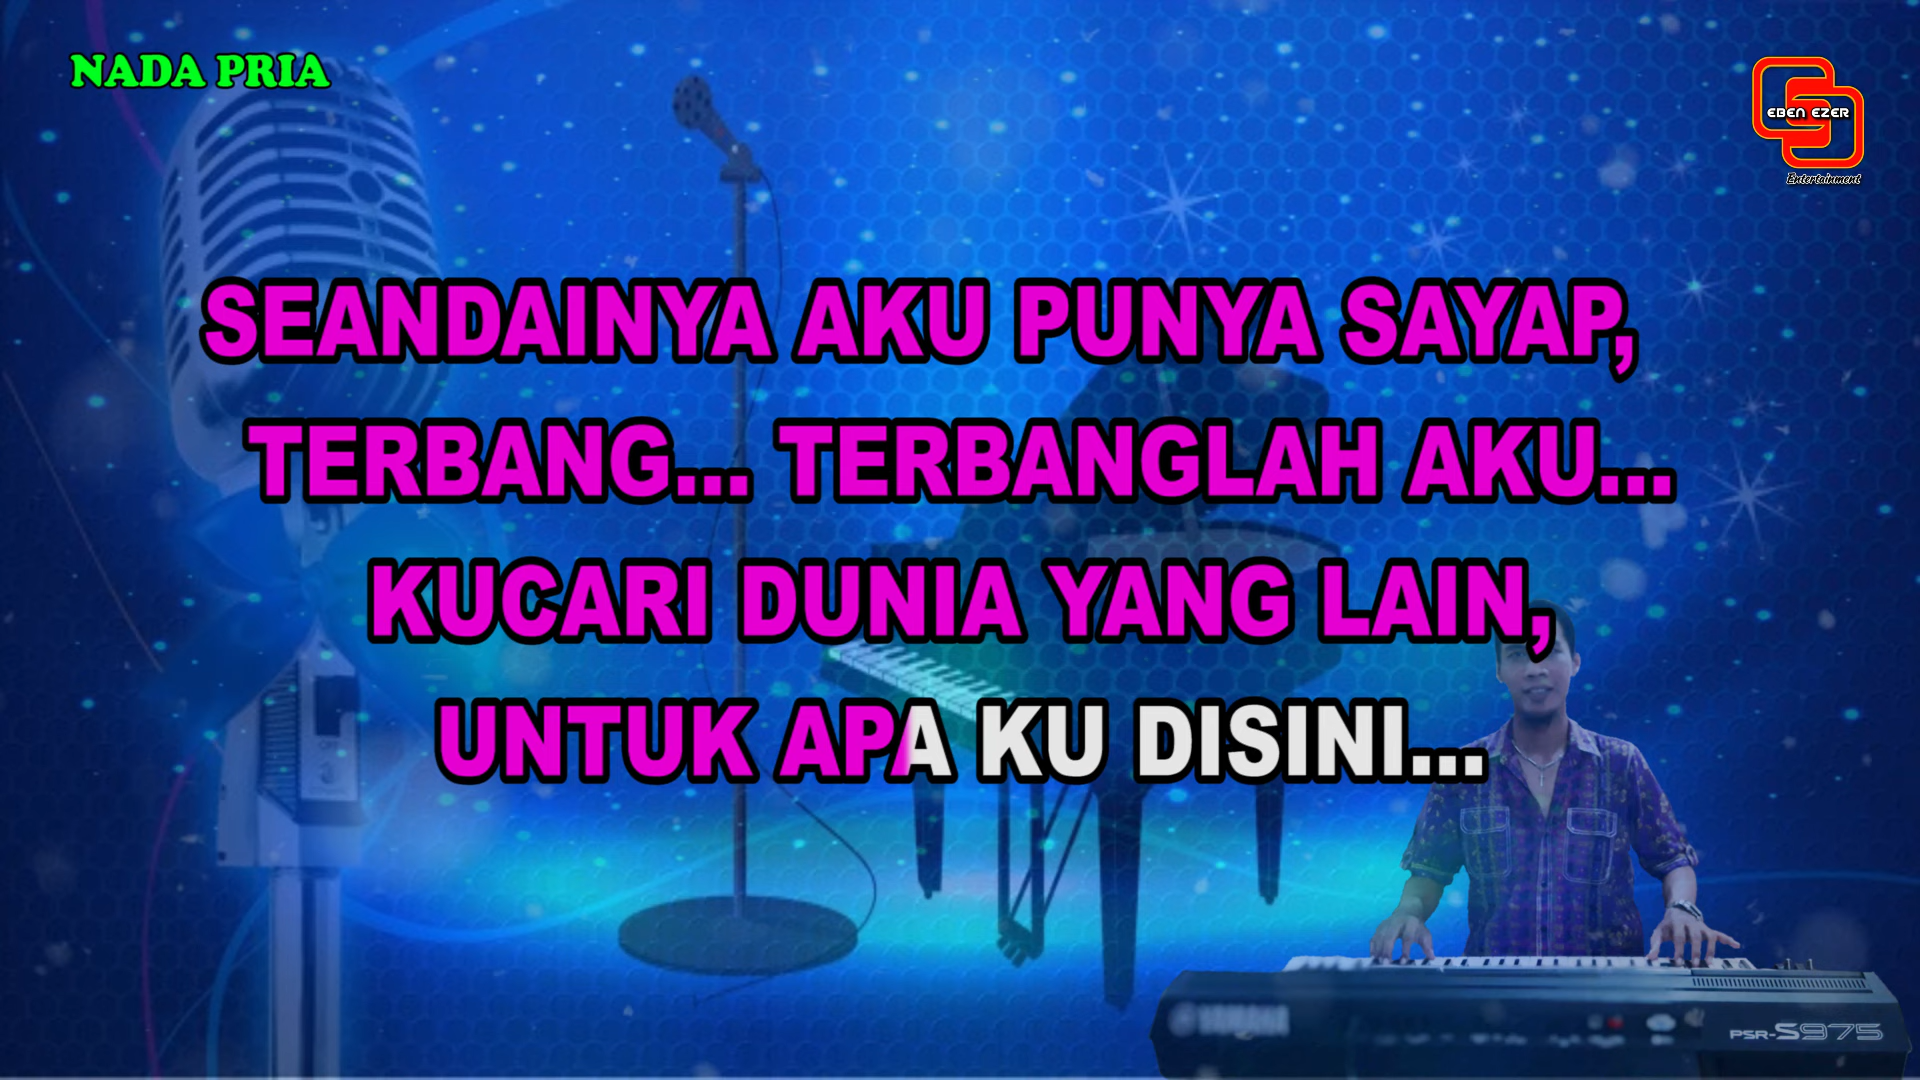 NADA PRIA
EBEN EZER
Entertainment
SEANDAINYA AKU PUNYA SAYAP,
TERBANG... TERBANGLAH AKU...
KUCARI DUNIA YANG LAIN,
UNTUK APA KU DISINI...
YAMAHA
PSR-S975